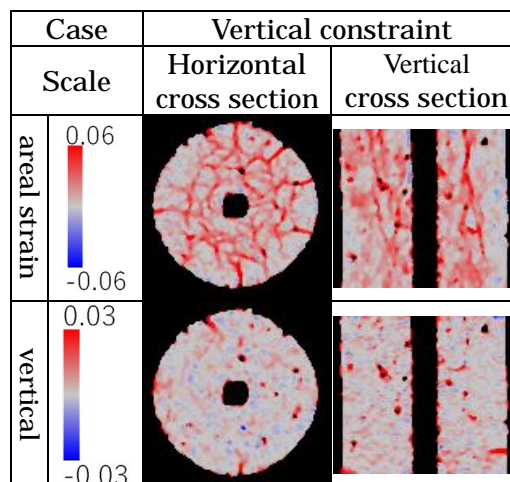 Case
Vertical constraint
Scale
Horizontal
cross section
Vertical
cross section
areal strain
0.06
-0.06
vertical
0.03
-0.03